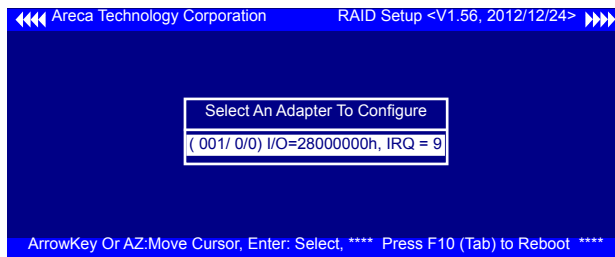 Areca Technology Corporation RAID Setup <V1.56, 2012/12/24>
Select An Adapter To Configure
( 001/ 0/0) I/O=28000000h, IRQ = 9
ArrowKey Or AZ:Move Cursor, Enter: Select, **** Press F10 (Tab) to Reboot ****